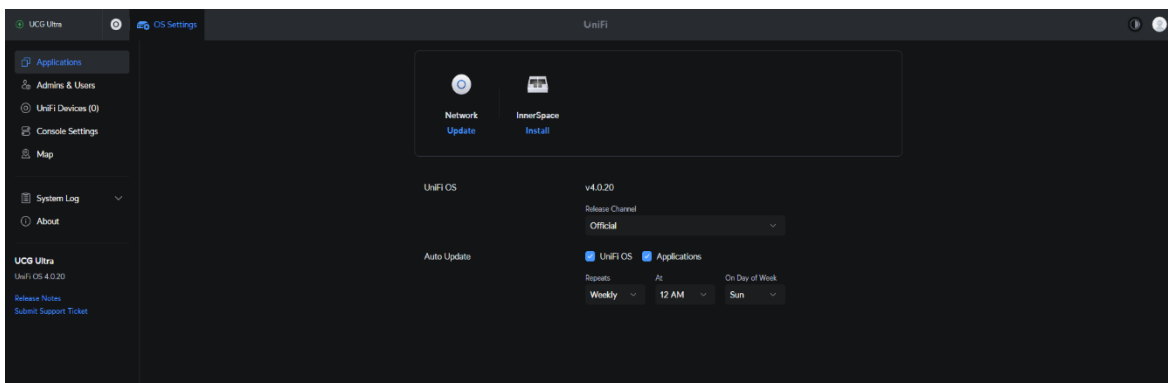 UCG Ultra
OS Settings
UniFi
Applications
Admins & Users
UniFi Devices (0)
Console Settings
Map
System Log
About
UCG Ultra
UniFi OS 4.0.20
Release Notes
Submit Support Ticket
Network
Update
InnerSpace
Install
UniFi OS
v4.0.20
Release Channel
Official
Auto Update
UniFi OS
Applications
Repeats
At
On Day of Week
Weekly
12 AM
Sun